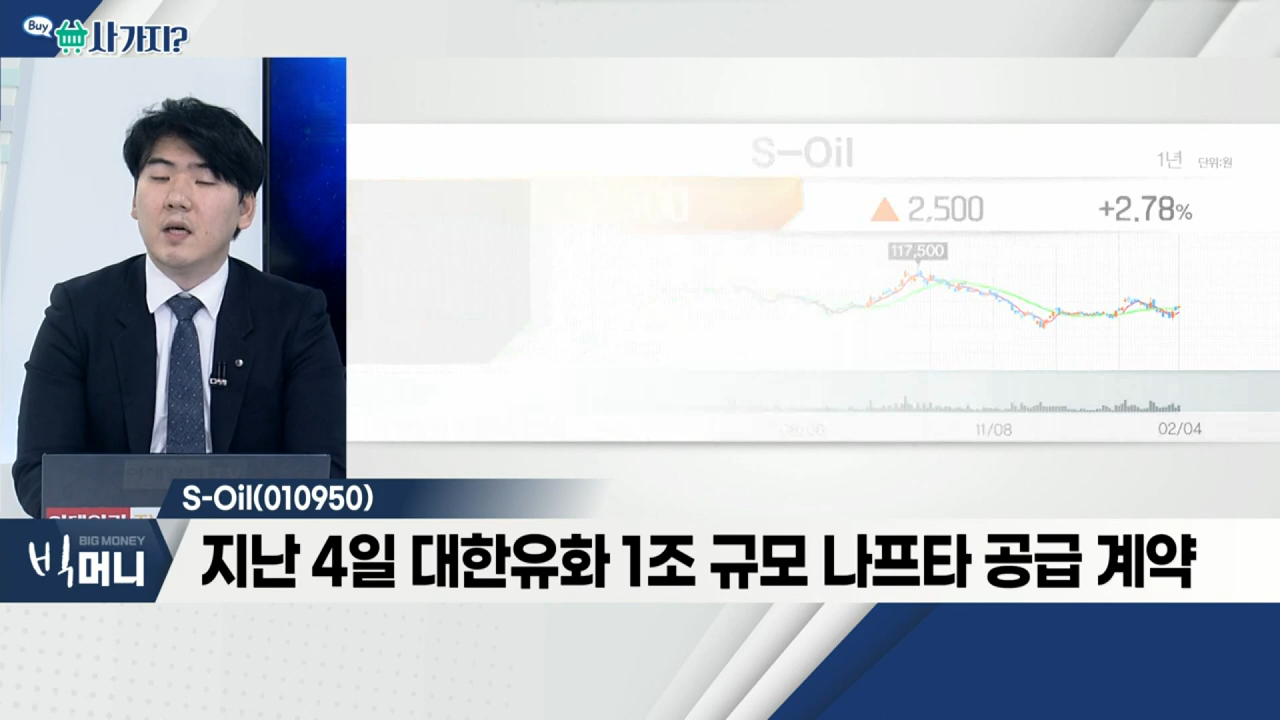 Buy 사가지?
S-Oil
1년 단위:원
▲ 2,500 +2.78%
117,500
11/08 02/04
S-Oil(010950)
BIG MONEY
빅머니
지난 4일 대한유화 1조 규모 나프타 공급 계약